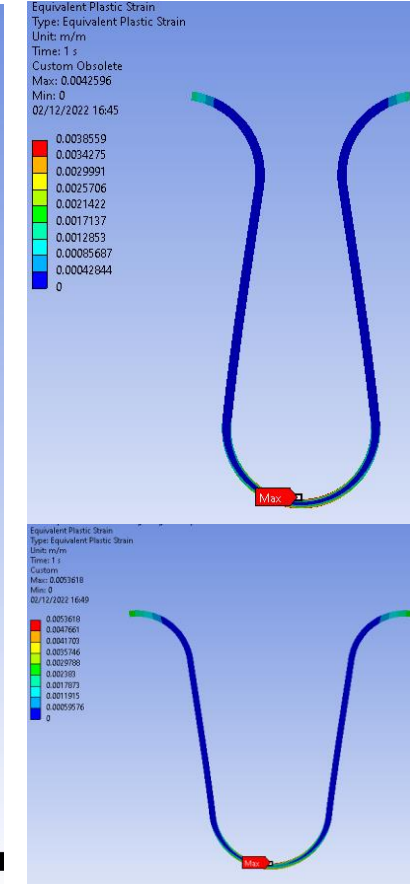 Equivalent Plastic Strain
Type: Equivalent Plastic Strain
Unit: m/m
Time: 1 s
Custom Obsolete
Max: 0.0042596
Min: 0
02/12/2022 16:45
0.0038559
0.0034275
0.0029991
0.0025706
0.0021422
0.0017137
0.0012853
0.00085687
0.00042844
0
Max
Equivalent Plastic Strain
Type: Equivalent Plastic Strain
Unit: m/m
Time: 1 s
Custom
Max: 0.0053618
Min: 0
02/12/2022 16:49
0.0053618
0.0047661
0.0041703
0.0035746
0.0029788
0.002383
0.0017873
0.0011915
0.00059576
0
Max